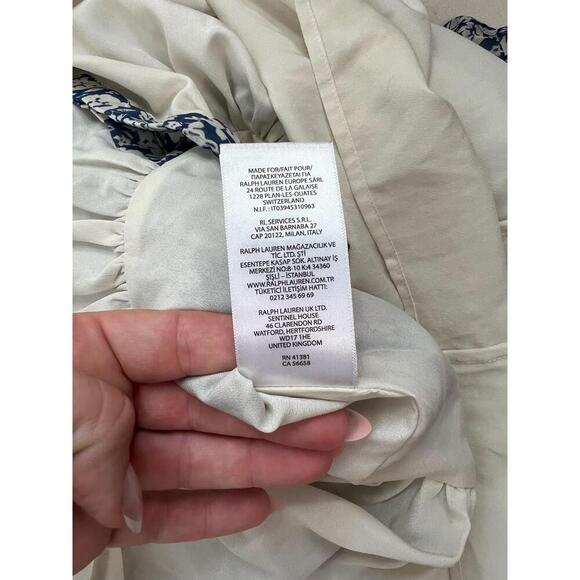 MADE FOR/FAIT POUR/
ΠΑΡΑΣΚΕΥΑΖΕΤΑΙ ΓΙΑ
RALPH LAUREN EUROPE SÀRL
24 ROUTE DE LA GALAISE
1228 PLAN-LES-OUATES
SWITZERLAND
N.I.F. : IT03945310963
RL SERVICES S.R.L.
VIA SAN BARNABA 27
CAP 20122, MILAN, ITALY
RALPH LAUREN MAĞAZACILIK VE
TİC. LTD. ŞTİ
ESENTEPE KASAP SOK. ALTINAY İŞ
MERKEZİ NO:8-10 K:4 34360
ŞİŞLİ - İSTANBUL
WWW.RALPHLAUREN.COM.TR
TÜKETİCİ İLETİŞİM HATTI:
0212 345 69 69
RALPH LAUREN UK LTD.
SENTINEL HOUSE
46 CLARENDON RD
WATFORD, HERTFORDSHIRE
WD17 1HE
UNITED KINGDOM
RN 41381
CA 56658